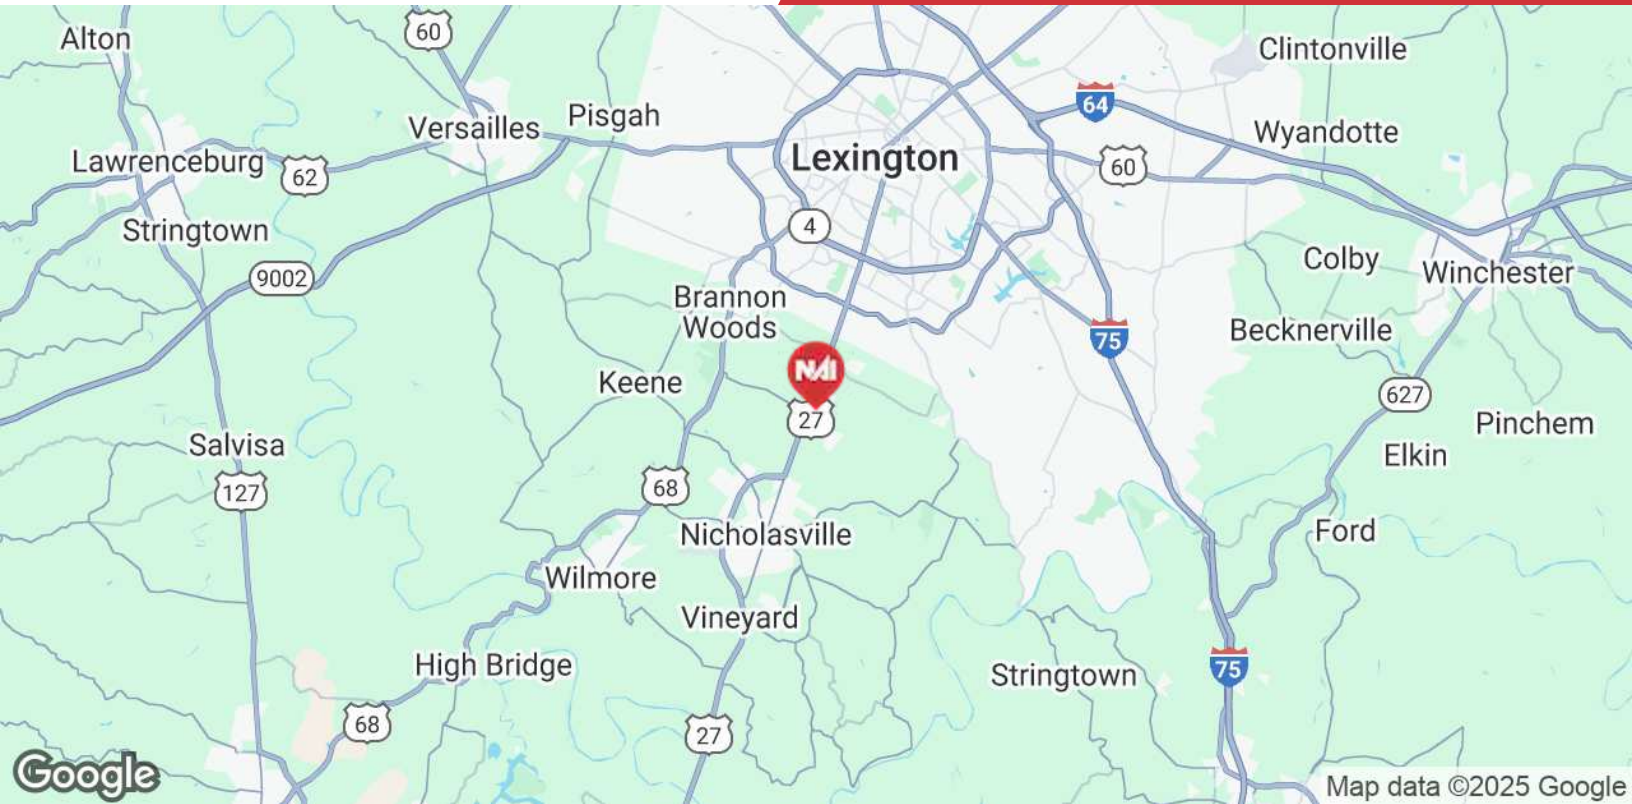 60
Alton
Clintonville
64
Pisgah
Versailles
Wyandotte
Lexington
Lawrenceburg
62
60
4
Stringtown
Colby
Winchester
9002
Brannon
Woods
Becknerville
75
NAI
Keene
627
27
Pinchem
Salvisa
Elkin
68
127
Nicholasville
Ford
Wilmore
Vineyard
High Bridge
Stringtown
75
68
27
Google
Map data ©2025 Google